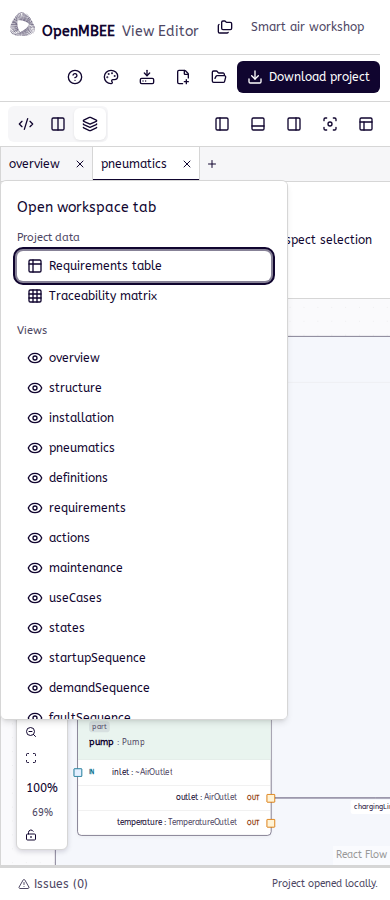 OpenMBEE View Editor
Smart air workshop
Download project
overview
pneumatics
Open workspace tab
Project data
spect selection
Requirements table
Traceability matrix
Views
overview
structure
installation
pneumatics
definitions
requirements
actions
maintenance
useCases
states
startupSequence
demandSequence
faultSequence
part
pump : Pump
100%
IN inlet : ~AirOutlet
outlet : AirOutlet OUT
69%
chargingLi
temperature : TemperatureOutlet OUT
React Flow
Issues (0)
Project opened locally.